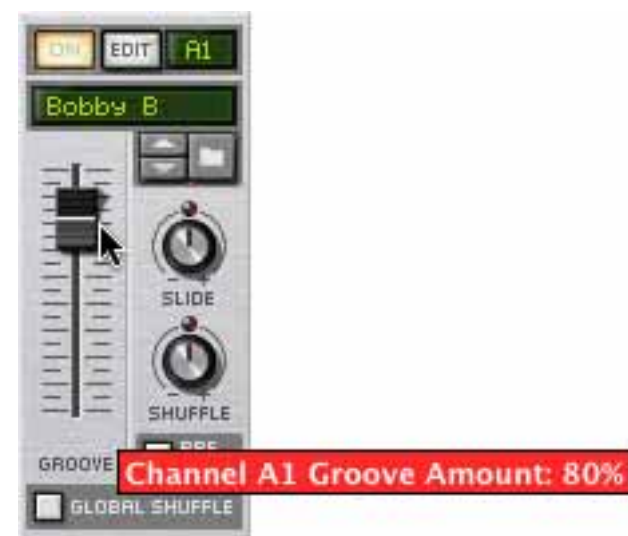 ON EDIT A1
Bobby B
SLIDE
SHUFFLE
GROOVE
Channel A1 Groove Amount: 80%
GLOBAL SHUFFLE